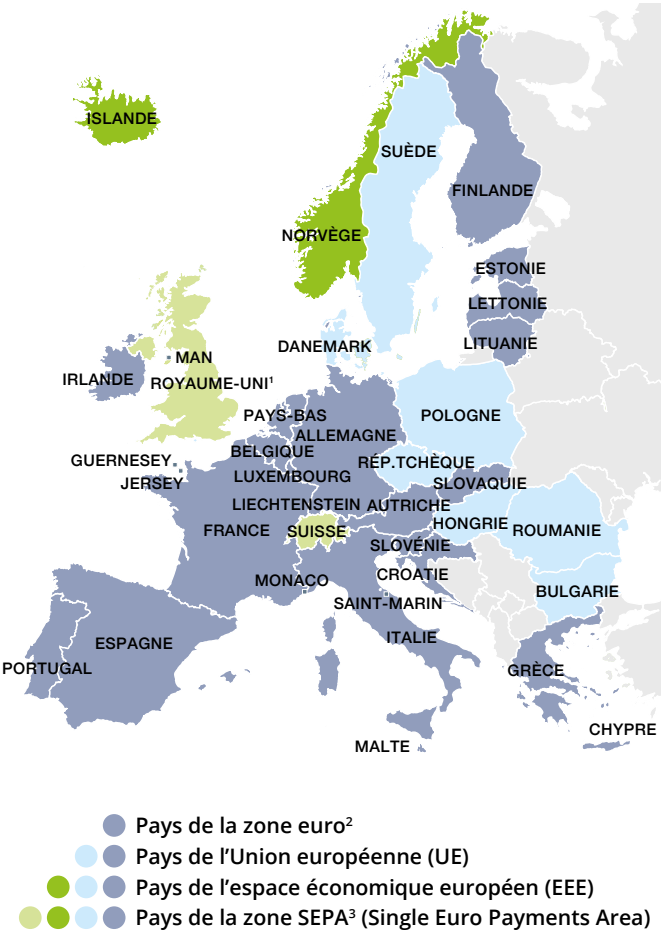 ISLANDE
SUÈDE
FINLANDE
NORVÈGE
ESTONIE
LETTONIE
LITUANIE
DANEMARK
MAN
IRLANDE
ROYAUME-UNI¹
PAYS-BAS
POLOGNE
ALLEMAGNE
BELGIQUE
GUERNESEY
RÉP.TCHÈQUE
JERSEY
LUXEMBOURG
SLOVAQUIE
LIECHTENSTEIN
AUTRICHE
FRANCE
SUISSE
HONGRIE
ROUMANIE
SLOVÉNIE
MONACO
CROATIE
BULGARIE
SAINT-MARIN
ITALIE
ESPAGNE
PORTUGAL
GRÈCE
CHYPRE
MALTE
Pays de la zone euro²
Pays de l’Union européenne (UE)
Pays de l’espace économique européen (EEE)
Pays de la zone SEPA³ (Single Euro Payments Area)